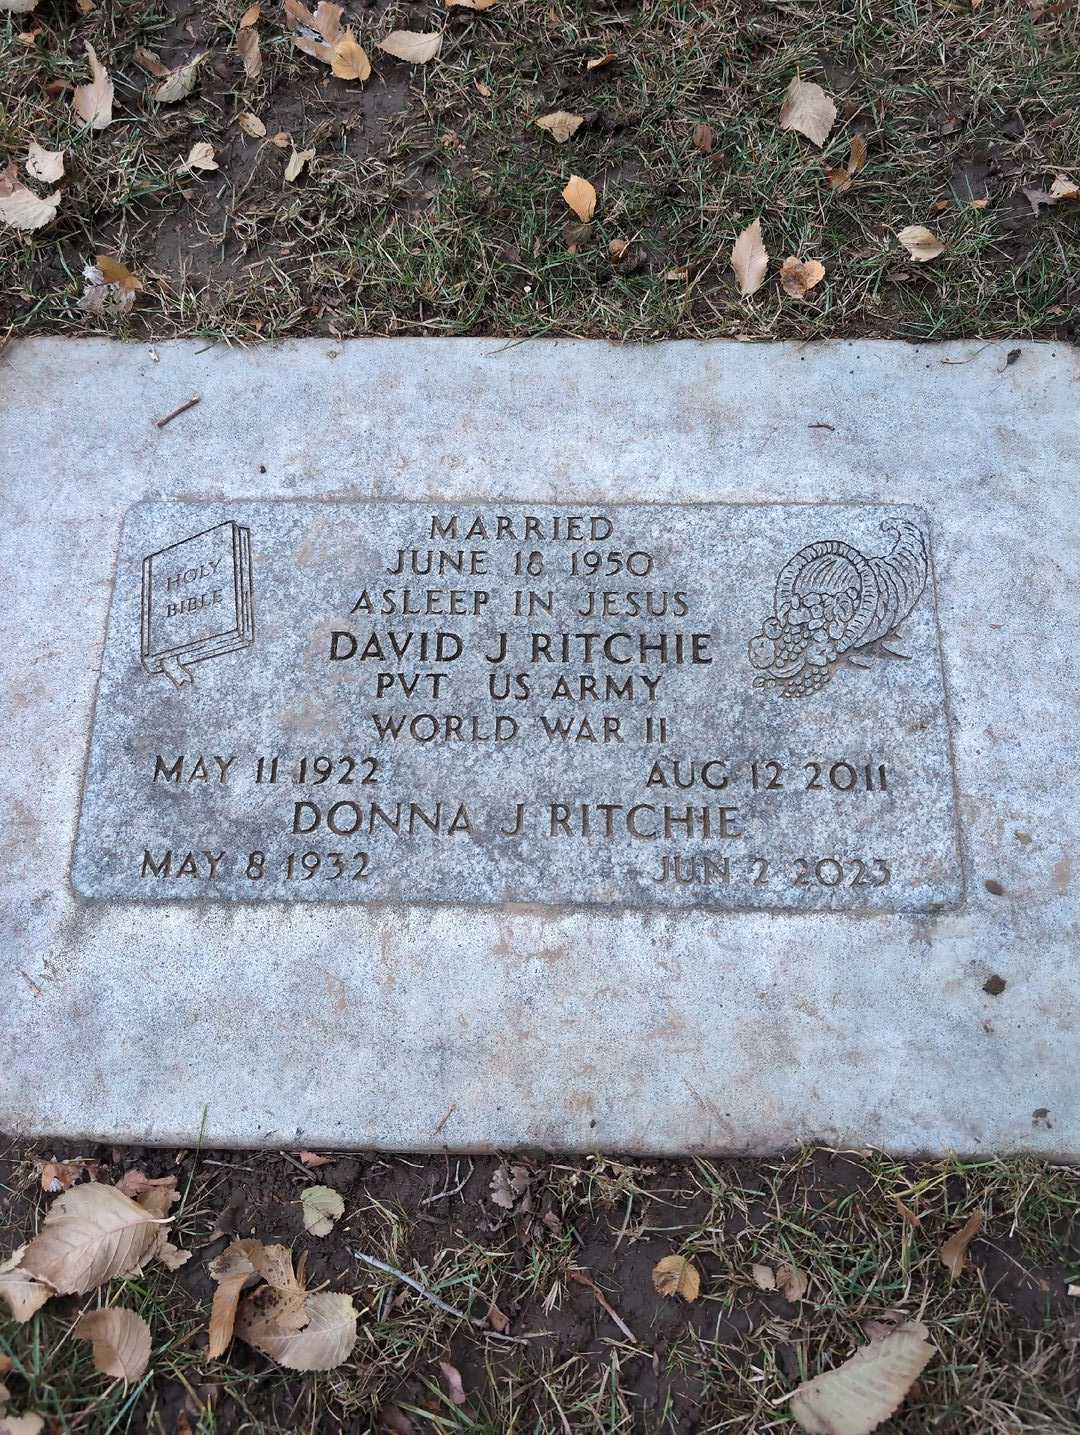 HOLY
BIBLE
MARRIED
JUNE 18 1950
ASLEEP IN JESUS
DAVID J RITCHIE
PVT US ARMY
WORLD WAR II
MAY 11 1922 AUG 12 2011
DONNA J RITCHIE
MAY 8 1932 JUN 2 2023